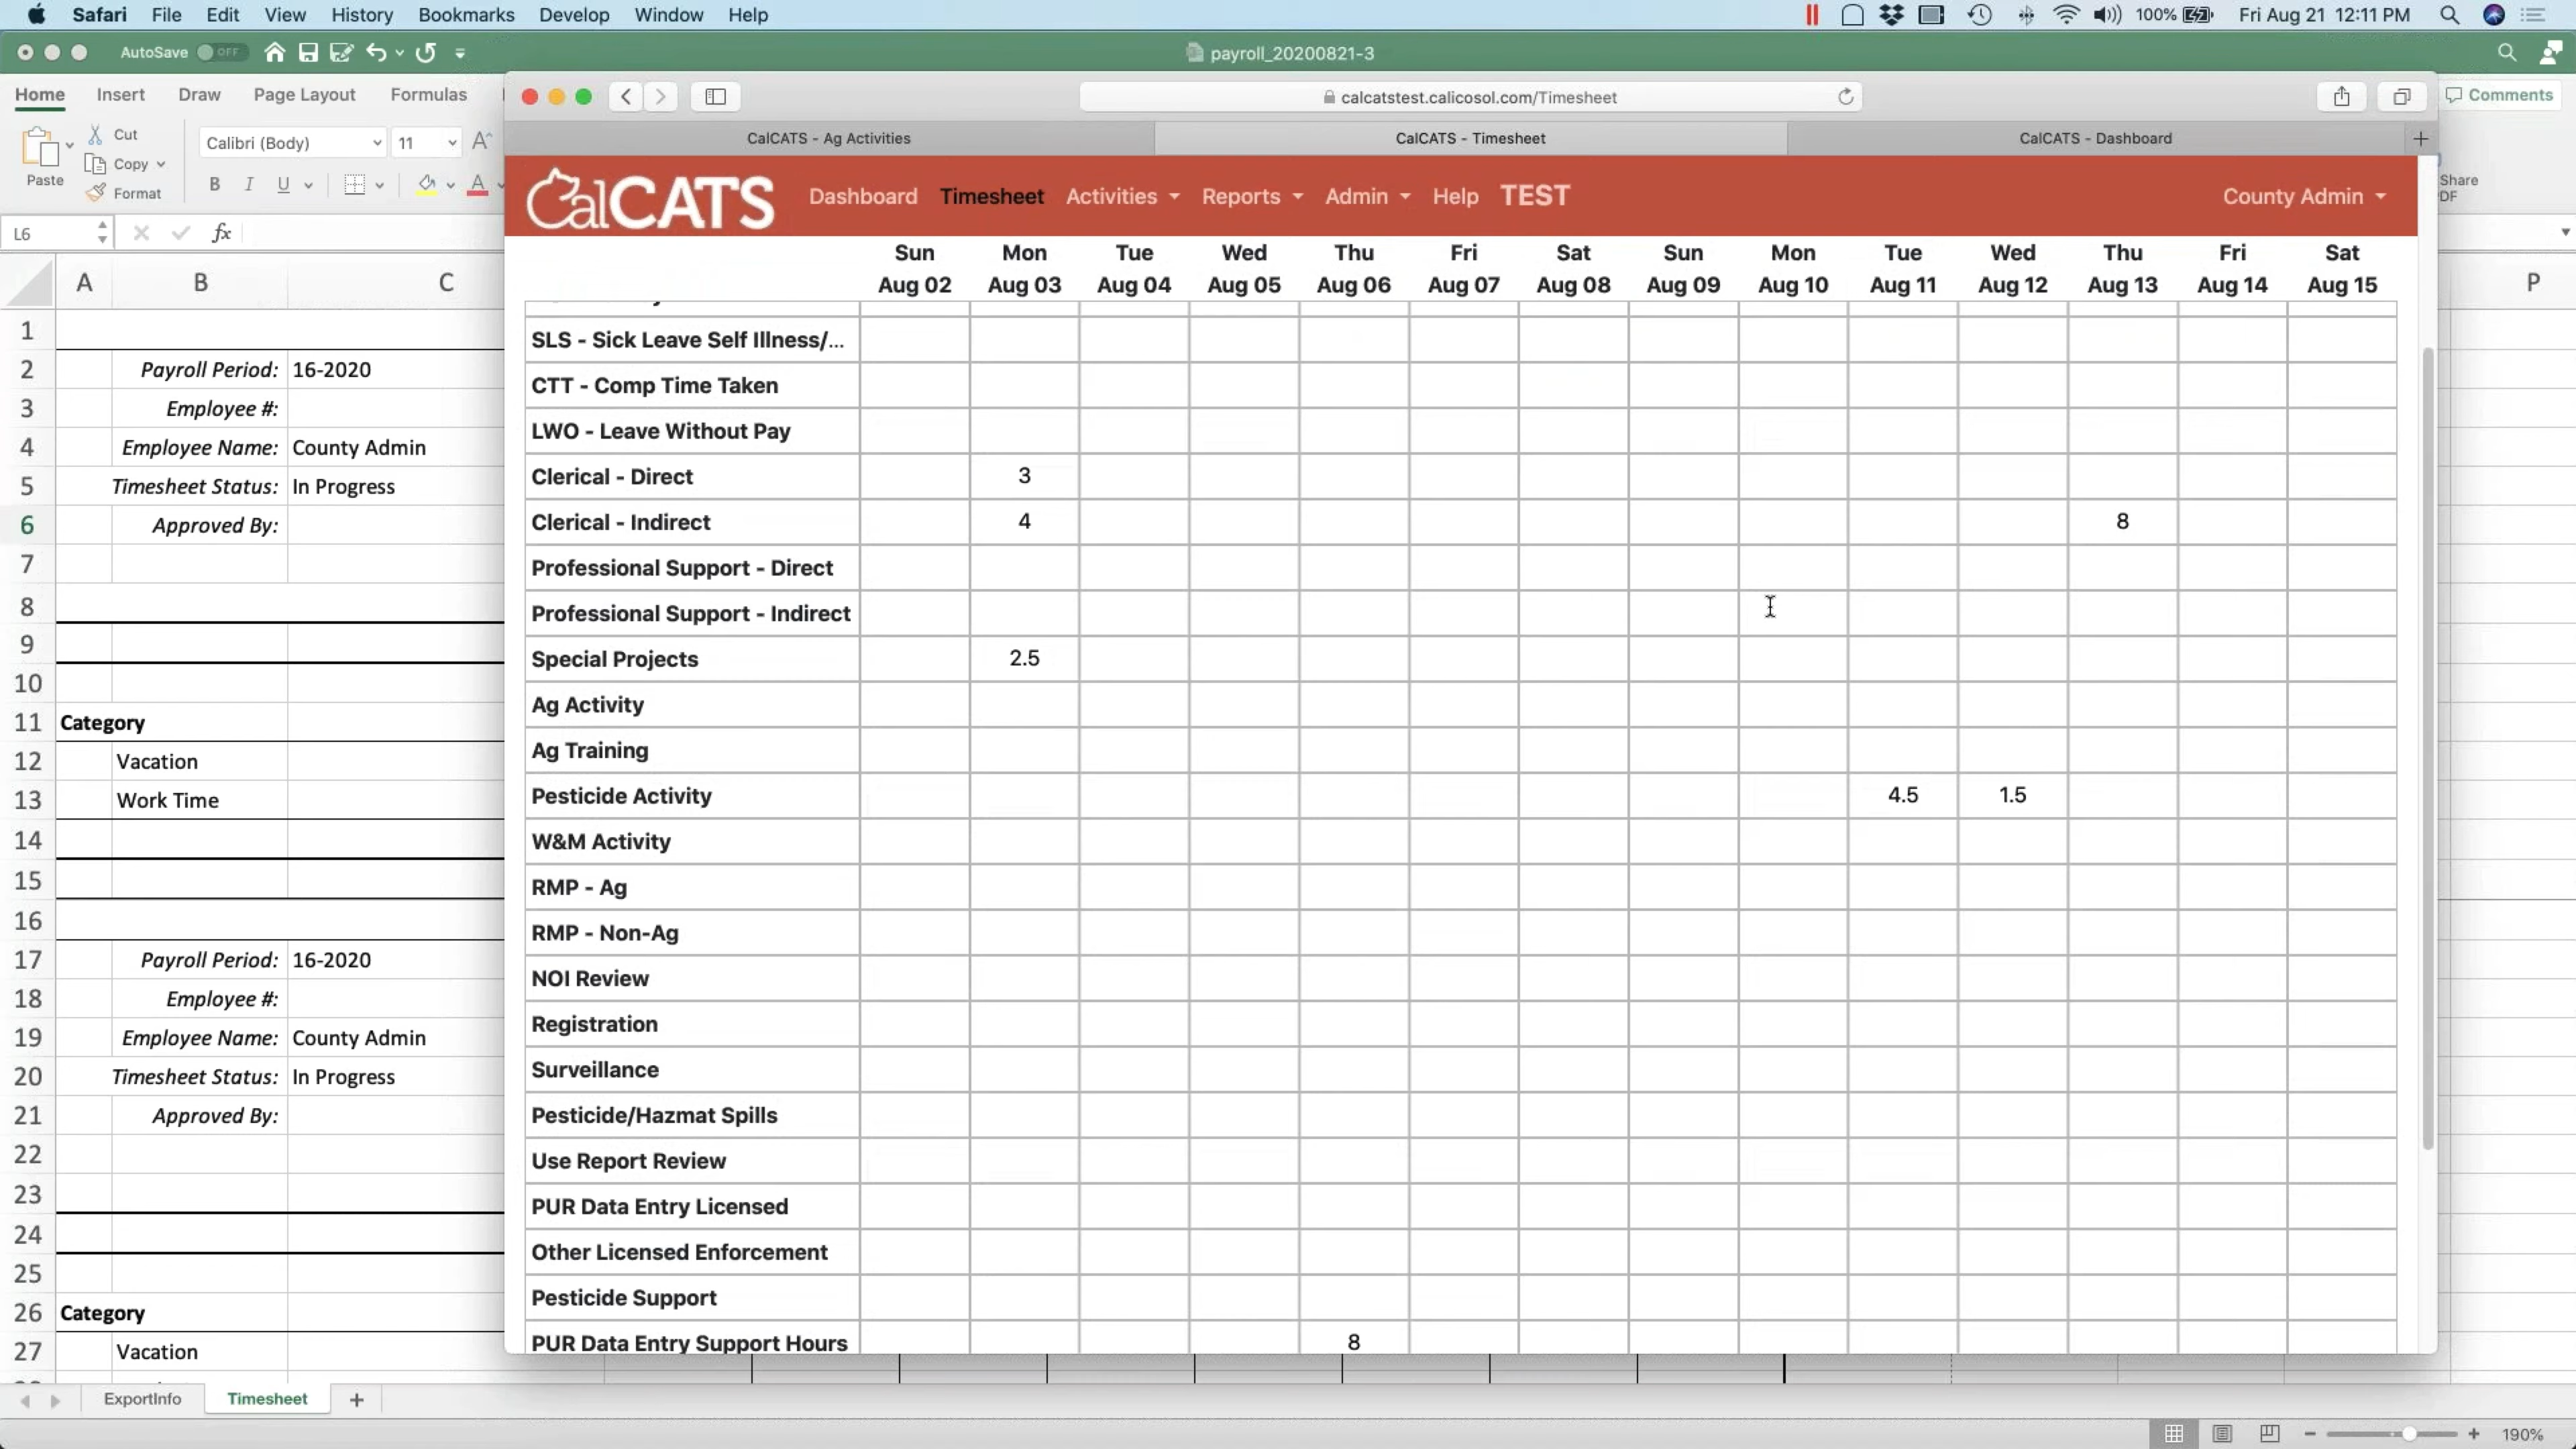 Safari File Edit View History Bookmarks Develop Window Help 100% Fri Aug 21 12:11 PM
AutoSave OFF payroll_20200821-3
Home Insert Draw Page Layout Formulas Comments
calcatstest.calicosol.com/Timesheet
Cut
Copy
Format
Paste
Calibri (Body) 11 A^
B I U A
Share
PDF
CalCATS - Ag Activities CalCATS - Timesheet CalCATS - Dashboard +
CalCATS Dashboard Timesheet Activities Reports Admin Help TEST County Admin
L6 fx
A B C P
Sun Mon Tue Wed Thu Fri Sat Sun Mon Tue Wed Thu Fri Sat
Aug 02 Aug 03 Aug 04 Aug 05 Aug 06 Aug 07 Aug 08 Aug 09 Aug 10 Aug 11 Aug 12 Aug 13 Aug 14 Aug 15
SLS - Sick Leave Self Illness/...
CTT - Comp Time Taken
LWO - Leave Without Pay
Clerical - Direct 3
Clerical - Indirect 4 8
Professional Support - Direct
Professional Support - Indirect
Special Projects 2.5
Ag Activity
Ag Training
Pesticide Activity 4.5 1.5
W&M Activity
RMP - Ag
RMP - Non-Ag
NOI Review
Registration
Surveillance
Pesticide/Hazmat Spills
Use Report Review
PUR Data Entry Licensed
Other Licensed Enforcement
Pesticide Support
PUR Data Entry Support Hours 8
1
2 Payroll Period: 16-2020
3 Employee #:
4 Employee Name: County Admin
5 Timesheet Status: In Progress
6 Approved By:
7
8
9
10
11 Category
12 Vacation
13 Work Time
14
15
16
17 Payroll Period: 16-2020
18 Employee #:
19 Employee Name: County Admin
20 Timesheet Status: In Progress
21 Approved By:
22
23
24
25
26 Category
27 Vacation
ExportInfo Timesheet +
190%